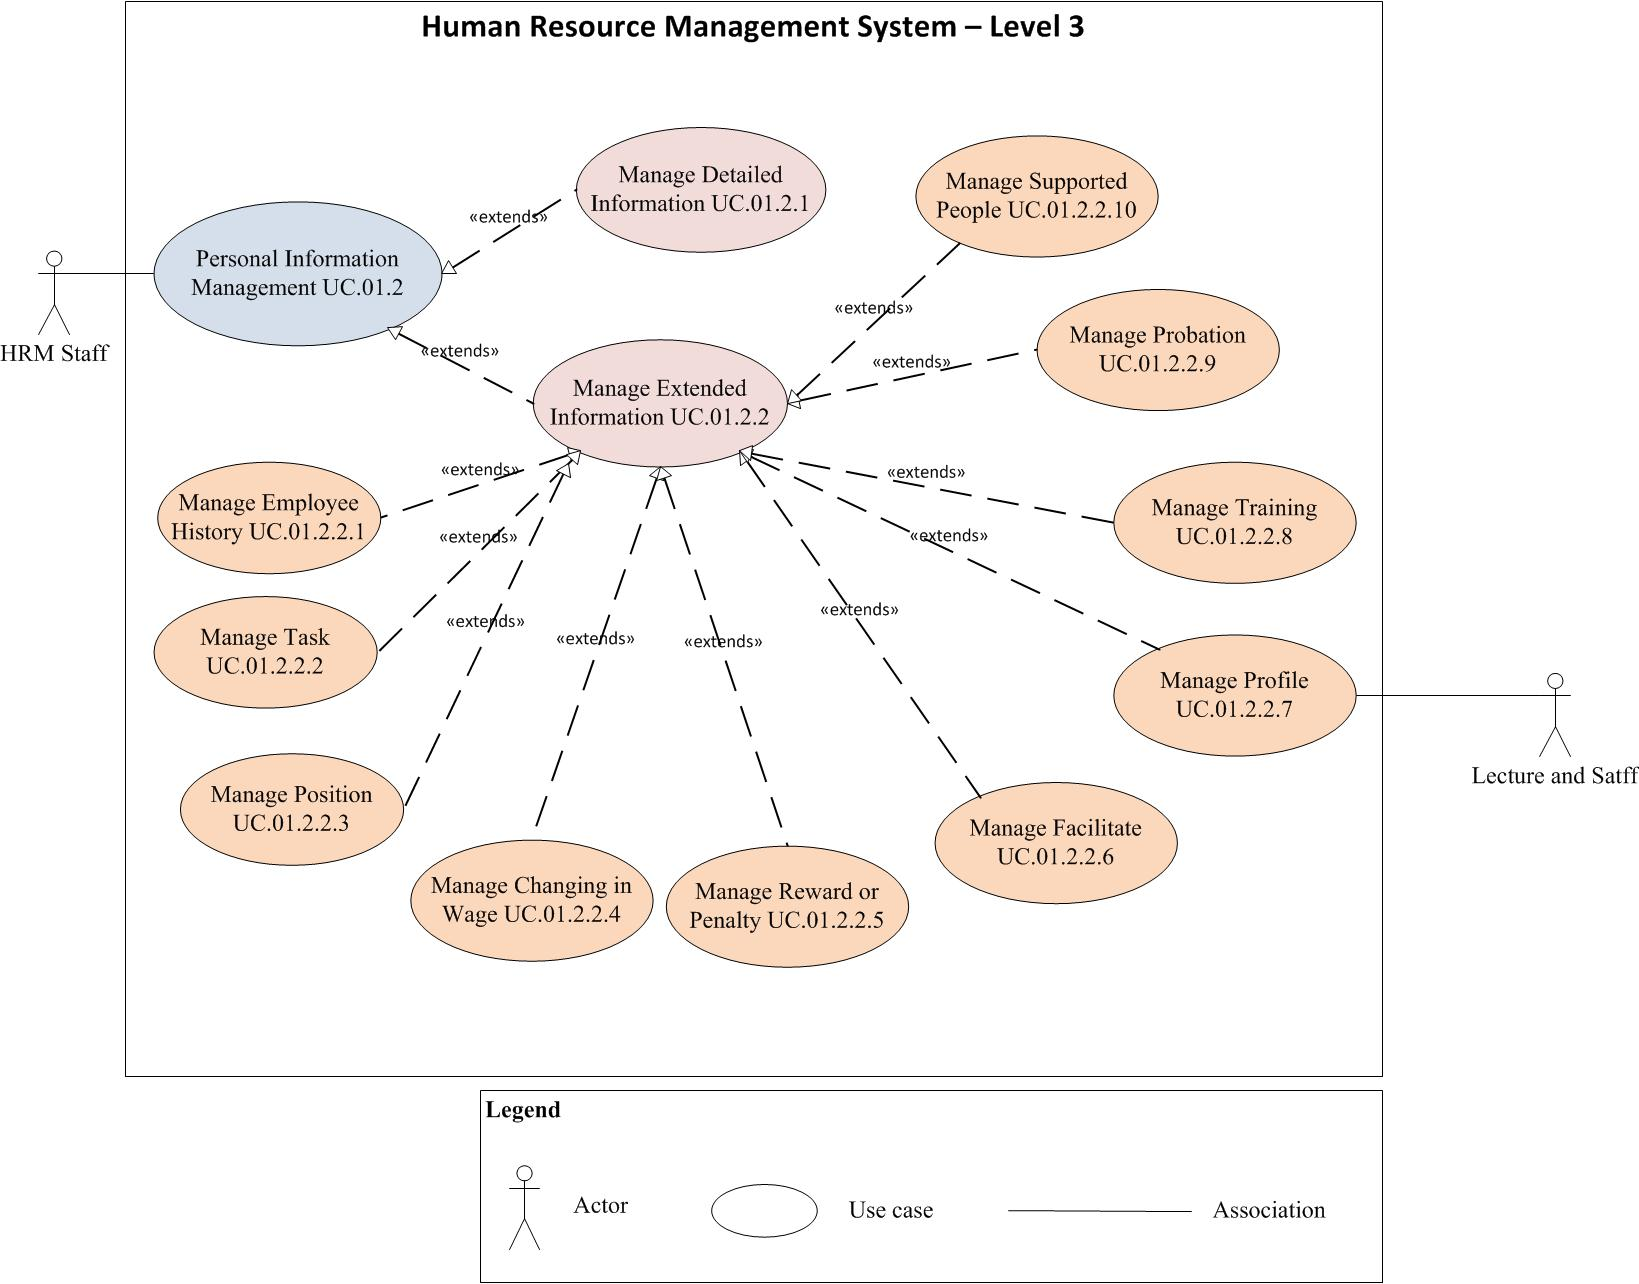 Human Resource Management System – Level 3
Manage Detailed
Information UC.01.2.1
Manage Supported
People UC.01.2.2.10
«extends»
Personal Information
Management UC.01.2
HRM Staff
«extends»
Manage Probation
UC.01.2.2.9
«extends»
«extends»
Manage Extended
Information UC.01.2.2
«extends»
«extends»
Manage Employee
History UC.01.2.2.1
Manage Training
UC.01.2.2.8
«extends»
«extends»
Manage Task
UC.01.2.2.2
«extends»
«extends»
«extends»
«extends»
Manage Profile
UC.01.2.2.7
Lecture and Satff
Manage Position
UC.01.2.2.3
Manage Facilitate
UC.01.2.2.6
Manage Changing in
Wage UC.01.2.2.4
Manage Reward or
Penalty UC.01.2.2.5
Legend
Actor
Use case
Association